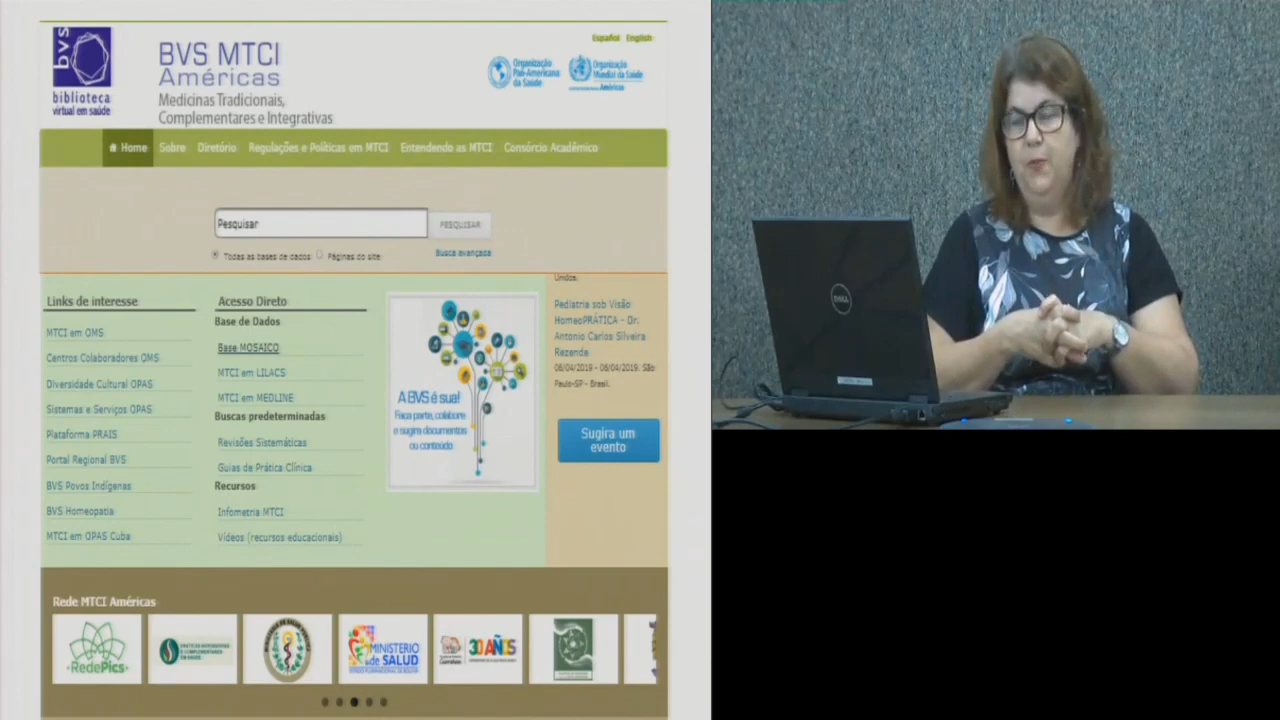 BVS
biblioteca
virtual em saúde
BVS MTCI
Américas
Medicinas Tradicionais,
Complementares e Integrativas
Español English
Organização
Pan-Americana
da Saúde
Organização
Mundial da Saúde
Américas
Home Sobre Diretório Regulações e Políticas em MTCI Entendendo as MTCI Consórcio Acadêmico
Pesquisar PESQUISAR
Todas as bases de dados Páginas do site Busca avançada
Links de interesse
MTCI em OMS
Centros Colaboradores OMS
Diversidade Cultural OPAS
Sistemas e Serviços OPAS
Plataforma PRAIS
Portal Regional BVS
BVS Povos Indígenas
BVS Homeopatia
MTCI em OPAS Cuba
Acesso Direto
Base de Dados
Base MOSAICO
MTCI em LILACS
MTCI em MEDLINE
Buscas predeterminadas
Revisões Sistemáticas
Guias de Prática Clínica
Recursos
Infometria MTCI
Vídeos (recursos educacionais)
A BVS é sua!
Faça parte, colabore
e sugira documentos
ou conteúdo
Unidos.
Pediatria sob Visão
HomeoPRÁTICA - Dr.
Antonio Carlos Silveira
Rezende
06/04/2019 - 06/04/2019. São
Paulo-SP - Brasil.
Sugira um
evento
Rede MTCI Américas
RedePics
MINISTERIO
de SALUD
30 AÑOS
DELL